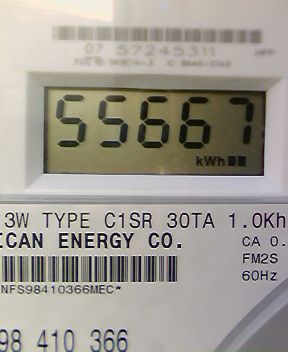 07 57245311
55667
kWh
3W TYPE C1SR 30TA 1.0Kh
ICAN ENERGY CO.
CA 0.
FM2S
60Hz
NFS98410366MEC*
98 410 366